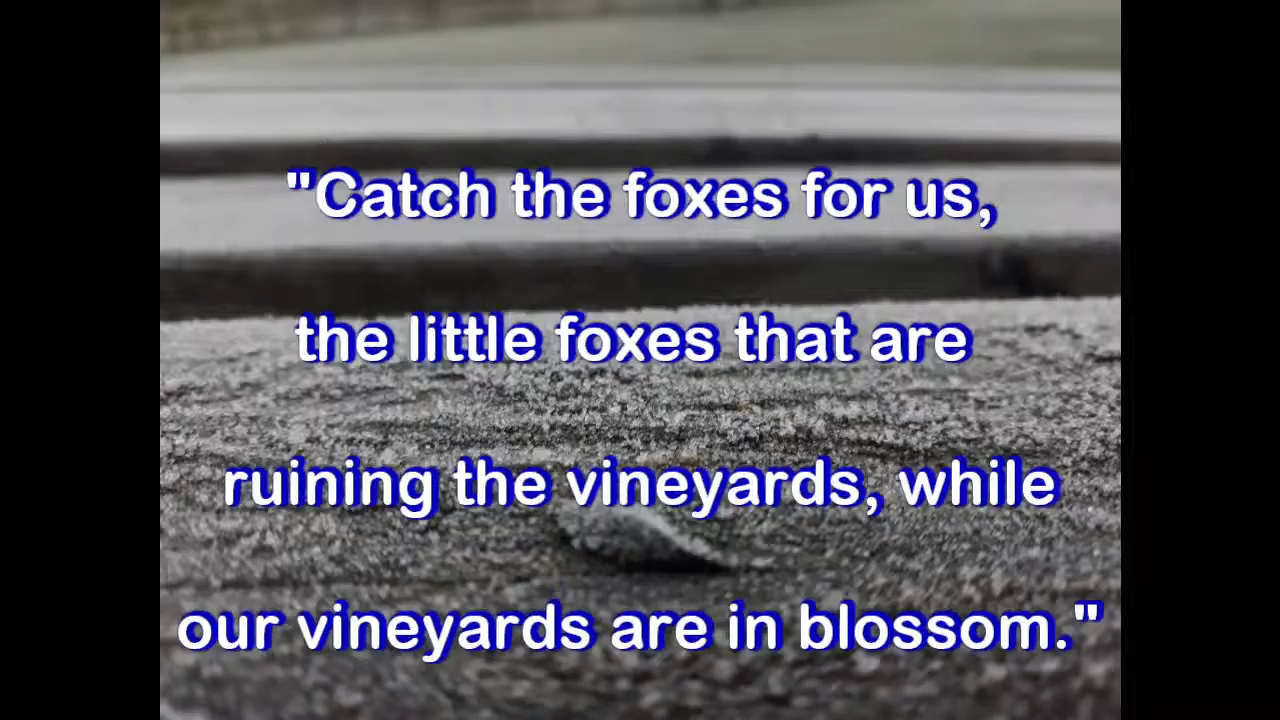 "Catch the foxes for us,
the little foxes that are
ruining the vineyards, while
our vineyards are in blossom."